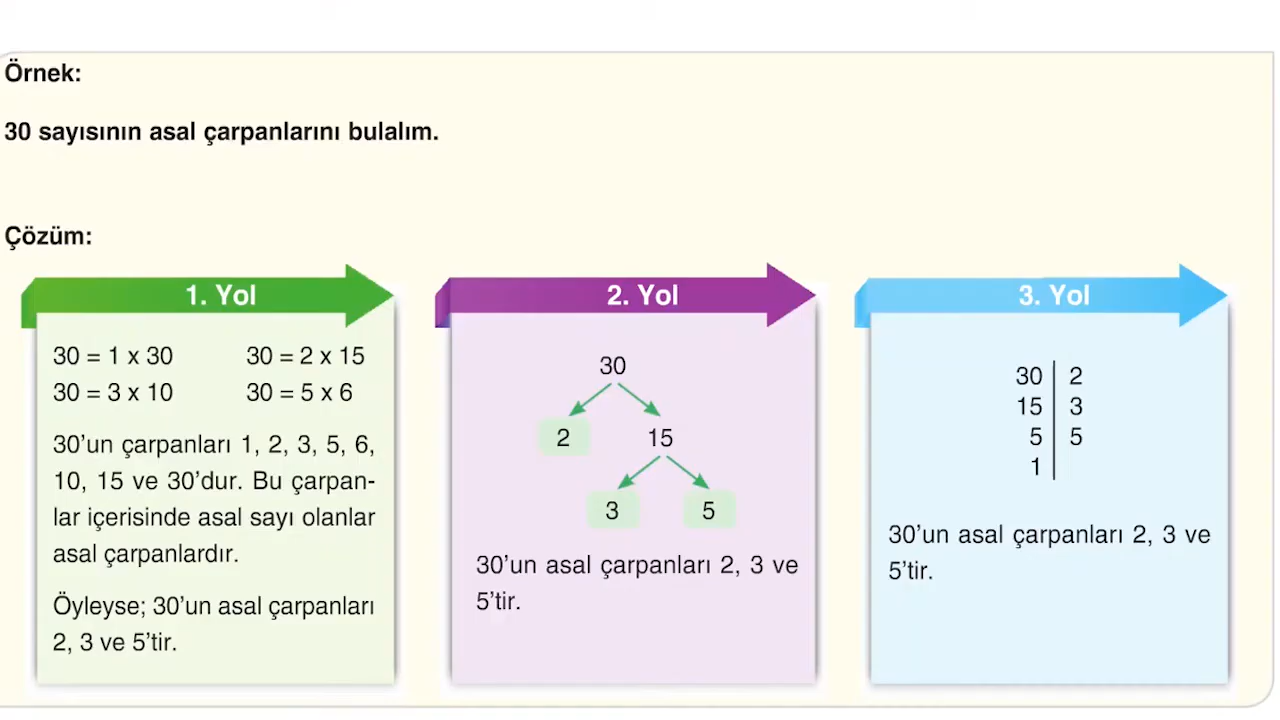 Örnek:
30 sayısının asal çarpanlarını bulalım.
Çözüm:
1. Yol
30 = 1 x 30 30 = 2 x 15
30 = 3 x 10 30 = 5 x 6
30’un çarpanları 1, 2, 3, 5, 6,
10, 15 ve 30’dur. Bu çarpan-
lar içerisinde asal sayı olanlar
asal çarpanlardır.
Öyleyse; 30’un asal çarpanları
2, 3 ve 5’tir.
2. Yol
30
2 15
3 5
30’un asal çarpanları 2, 3 ve
5’tir.
3. Yol
30 2
15 3
5 5
1
30’un asal çarpanları 2, 3 ve
5’tir.